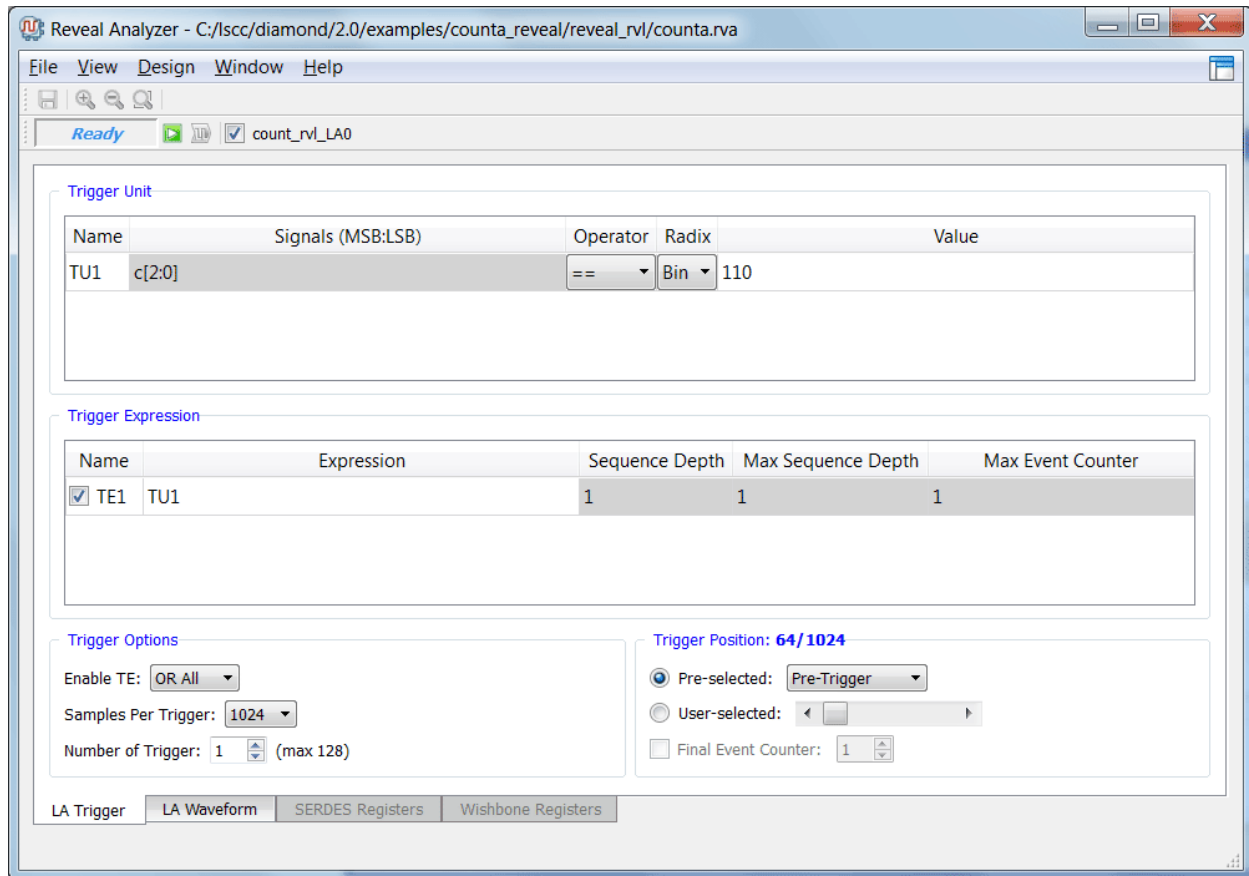 Reveal Analyzer - C:/lscc/diamond/2.0/examples/counta_reveal/reveal_rvl/counta.rva
File View Design Window Help
Ready count_rvl_LA0
Trigger Unit
Name Signals (MSB:LSB) Operator Radix Value
TU1 c[2:0] == Bin 110
Trigger Expression
Name Expression Sequence Depth Max Sequence Depth Max Event Counter
TE1 TU1 1 1 1
Trigger Options
Enable TE: OR All
Samples Per Trigger: 1024
Number of Trigger: 1 (max 128)
Trigger Position: 64/1024
Pre-selected: Pre-Trigger
User-selected:
Final Event Counter: 1
LA Trigger LA Waveform SERDES Registers Wishbone Registers